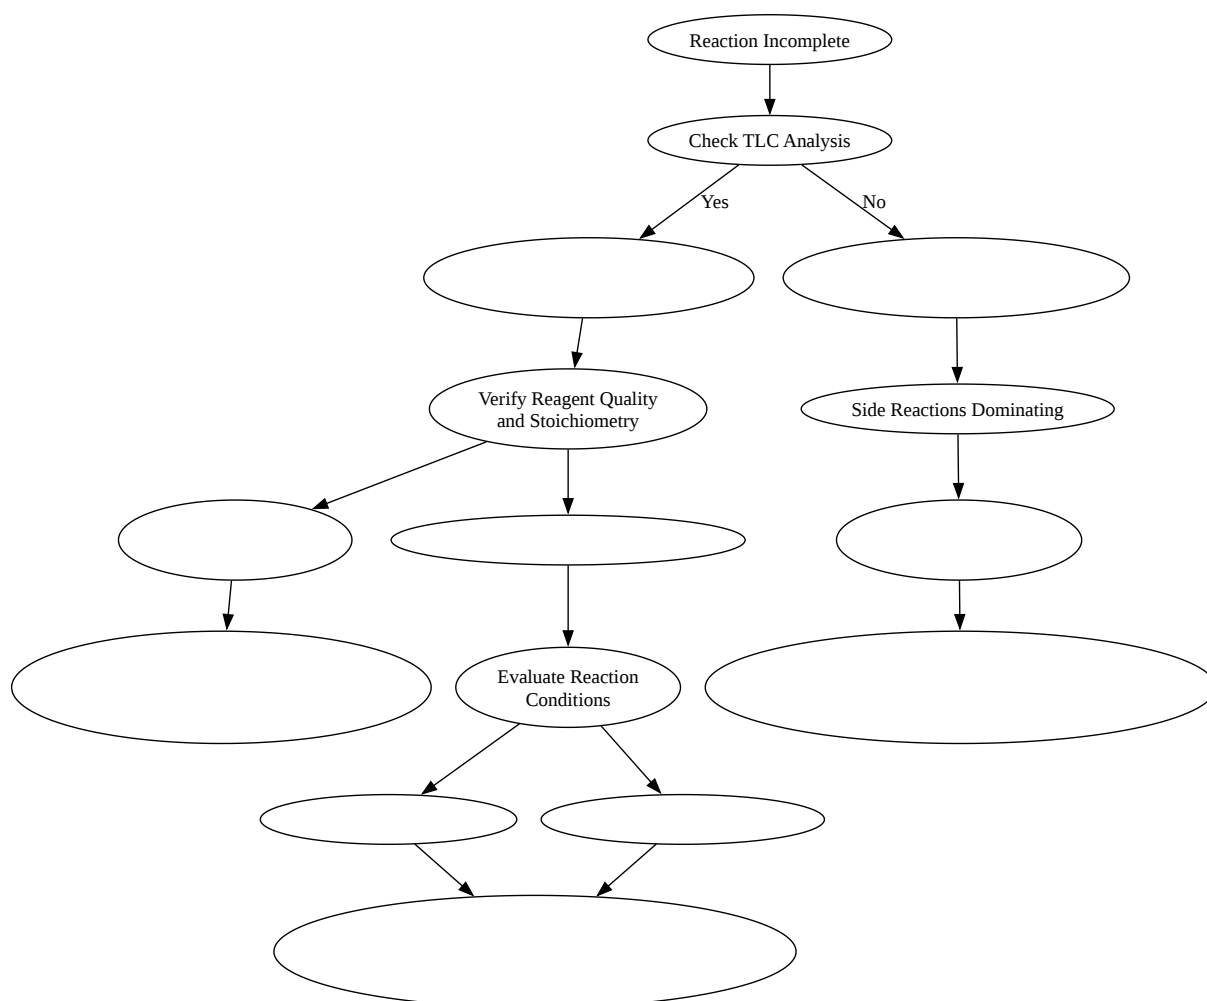 Reaction Incomplete
Check TLC Analysis
Yes
No
Verify Reagent Quality
and Stoichiometry
Side Reactions Dominating
Evaluate Reaction
Conditions